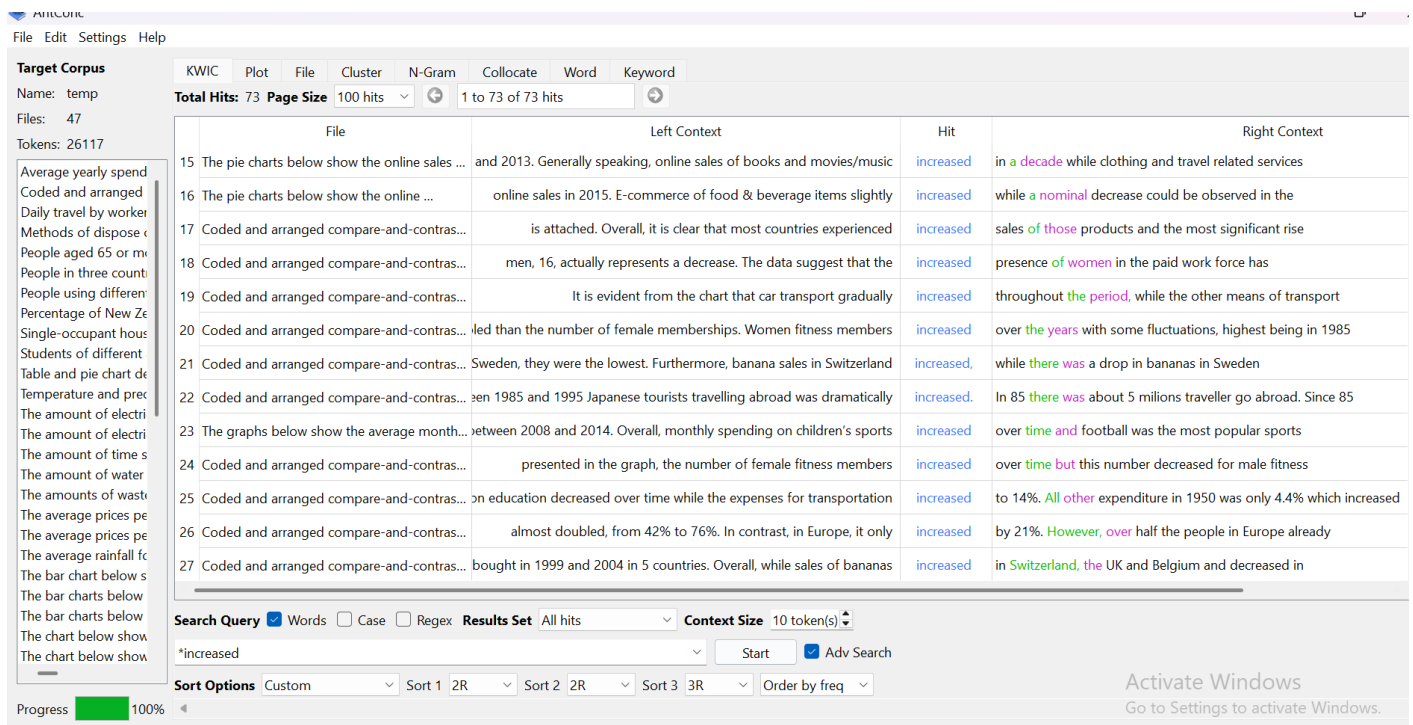 AntConc
File Edit Settings Help
Target Corpus
Name: temp
Files: 47
Tokens: 26117
Average yearly spend
Coded and arranged
Daily travel by worker
Methods of dispose
People aged 65 or mo
People in three count
People using different
Percentage of New Ze
Single-occupant hous
Students of different
Table and pie chart de
Temperature and prec
The amount of electri
The amount of electri
The amount of time s
The amount of water
The amounts of waste
The average prices pe
The average prices pe
The average rainfall fo
The bar chart below s
The bar charts below
The bar charts below
The chart below show
The chart below show
Progress 100%
KWIC Plot File Cluster N-Gram Collocate Word Keyword
Total Hits: 73 Page Size 100 hits 1 to 73 of 73 hits
File Left Context Hit Right Context
15 The pie charts below show the online sales ... and 2013. Generally speaking, online sales of books and movies/music increased in a decade while clothing and travel related services
16 The pie charts below show the online ... online sales in 2015. E-commerce of food & beverage items slightly increased while a nominal decrease could be observed in the
17 Coded and arranged compare-and-contras... is attached. Overall, it is clear that most countries experienced increased sales of those products and the most significant rise
18 Coded and arranged compare-and-contras... men, 16, actually represents a decrease. The data suggest that the increased presence of women in the paid work force has
19 Coded and arranged compare-and-contras... It is evident from the chart that car transport gradually increased throughout the period, while the other means of transport
20 Coded and arranged compare-and-contras... led than the number of female memberships. Women fitness members increased over the years with some fluctuations, highest being in 1985
21 Coded and arranged compare-and-contras... Sweden, they were the lowest. Furthermore, banana sales in Switzerland increased, while there was a drop in bananas in Sweden
22 Coded and arranged compare-and-contras... een 1985 and 1995 Japanese tourists travelling abroad was dramatically increased. In 85 there was about 5 milions traveller go abroad. Since 85
23 The graphs below show the average month... between 2008 and 2014. Overall, monthly spending on children's sports increased over time and football was the most popular sports
24 Coded and arranged compare-and-contras... presented in the graph, the number of female fitness members increased over time but this number decreased for male fitness
25 Coded and arranged compare-and-contras... on education decreased over time while the expenses for transportation increased to 14%. All other expenditure in 1950 was only 4.4% which increased
26 Coded and arranged compare-and-contras... almost doubled, from 42% to 76%. In contrast, in Europe, it only increased by 21%. However, over half the people in Europe already
27 Coded and arranged compare-and-contras... bought in 1999 and 2004 in 5 countries. Overall, while sales of bananas increased in Switzerland, the UK and Belgium and decreased in
Search Query Words Case Regex Results Set All hits Context Size 10 token(s)
*increased Start Adv Search
Sort Options Custom Sort 1 2R Sort 2 2R Sort 3 3R Order by freq
Activate Windows
Go to Settings to activate Windows.